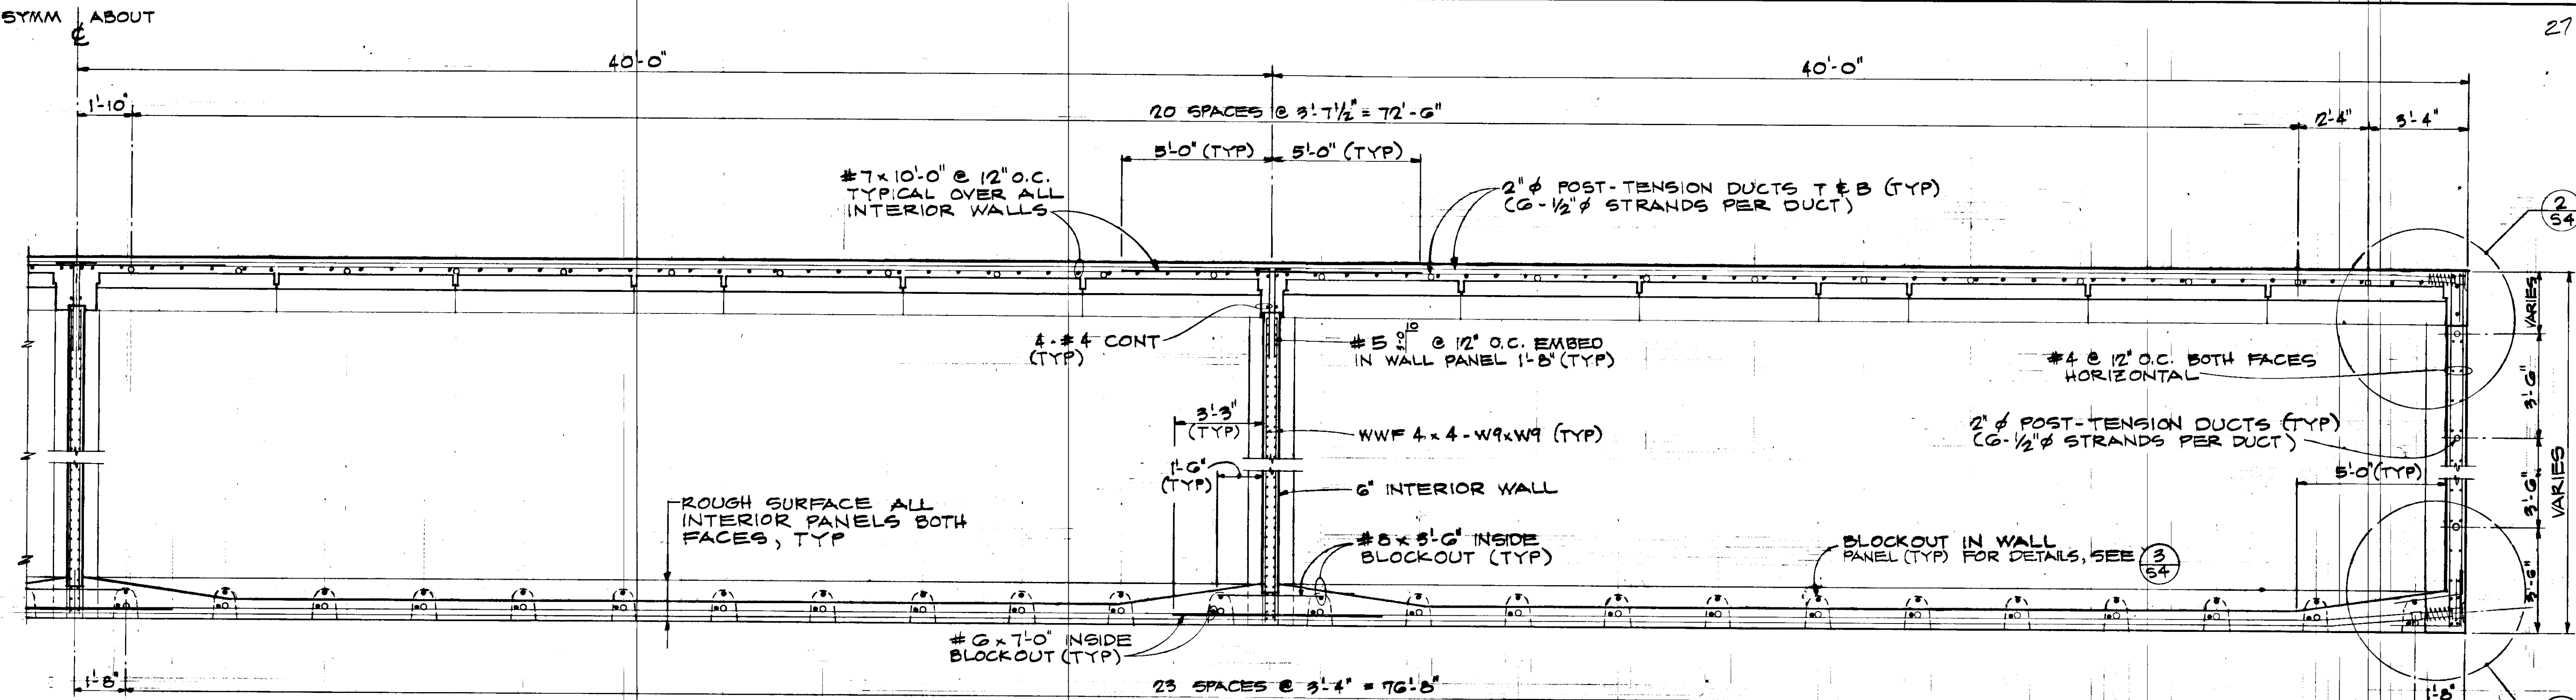 SYMM ABOUT
℄
27
40'-0"
40'-0"
1'-10"
20 SPACES @ 3'-7½" = 72'-6"
2'-4"
3'-4"
5'-0" (TYP)
5'-0" (TYP)
#7 x 10'-0" @ 12" O.C.
TYPICAL OVER ALL
INTERIOR WALLS
2" ⌀ POST-TENSION DUCTS T & B (TYP)
(6-½"⌀ STRANDS PER DUCT)
2
S4
VARIES
4-#4 CONT
(TYP)
#5 @ 12" O.C. EMBED
IN WALL PANEL 1'-8" (TYP)
#4 @ 12" O.C. BOTH FACES
HORIZONTAL
3'-6"
3'-3"
(TYP)
WWF 4 x 4 - W9xW9 (TYP)
2" ⌀ POST-TENSION DUCTS (TYP)
(6-½"⌀ STRANDS PER DUCT)
1'-6"
(TYP)
5'-0" (TYP)
6" INTERIOR WALL
3'-6"
VARIES
ROUGH SURFACE ALL
INTERIOR PANELS BOTH
FACES, TYP
#8 x 8'-6" INSIDE
BLOCKOUT (TYP)
BLOCKOUT IN WALL
PANEL (TYP) FOR DETAILS, SEE 3
S4
3'-6"
#6 x 7'-0" INSIDE
BLOCKOUT (TYP)
1'-8"
23 SPACES @ 3'-4" = 76'-8"
1'-8"